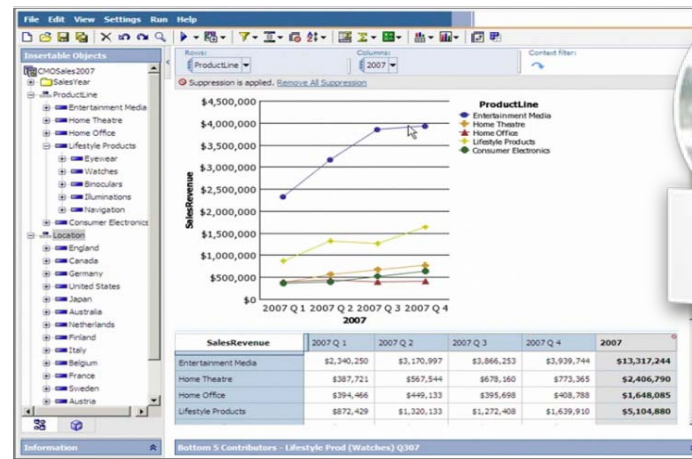 File Edit View Settings Run Help
Insertable Objects
CMOSales2007
SalesYear
ProductLine
Entertainment Media
Home Theatre
Home Office
Lifestyle Products
Eyewear
Watches
Binoculars
Illuminations
Navigation
Consumer Electronics
Location
England
Canada
Germany
United States
Japan
Australia
Netherlands
Finland
Italy
Belgium
France
Sweden
Austria
Information
Rows: Columns: Context filter:
ProductLine 2007
Suppression is applied. Remove All Suppression
$4,500,000
$4,000,000
$3,500,000
$3,000,000
$2,500,000
$2,000,000
$1,500,000
$1,000,000
$500,000
$0
SalesRevenue
2007 Q 1 2007 Q 2 2007 Q 3 2007 Q 4
2007
ProductLine
Entertainment Media
Home Theatre
Home Office
Lifestyle Products
Consumer Electronics
SalesRevenue 2007 Q 1 2007 Q 2 2007 Q 3 2007 Q 4 2007
Entertainment Media $2,340,250 $3,170,997 $3,866,253 $3,939,744 $13,317,244
Home Theatre $387,721 $567,544 $678,160 $773,365 $2,406,790
Home Office $394,466 $449,133 $395,698 $408,788 $1,648,085
Lifestyle Products $872,429 $1,320,133 $1,272,408 $1,639,910 $5,104,880
Bottom 5 Contributors - Lifestyle Prod (Watches) Q307